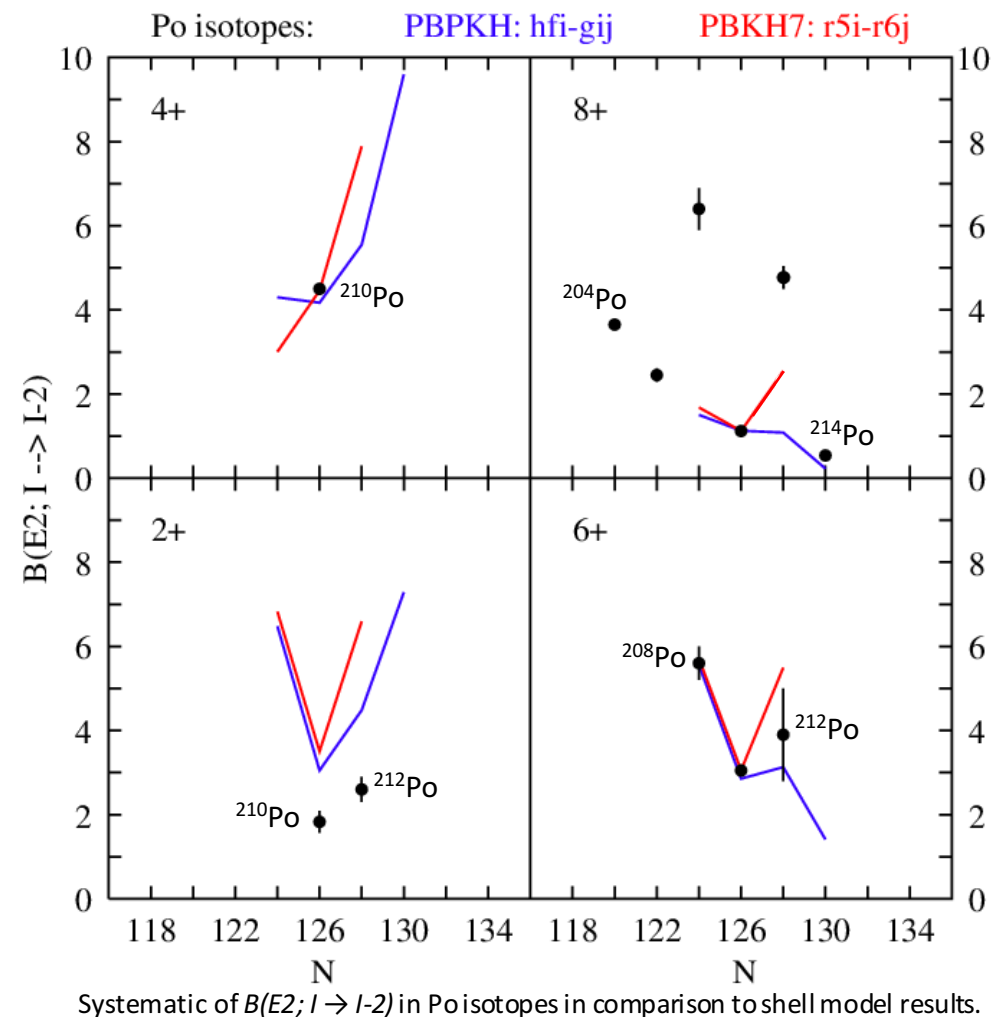 Po isotopes: PBPKH: hfi-gij PBKH7: r5i-r6j
10 10
4+ 8+
8 8
6 6
²¹⁰Po ²⁰⁴Po
4 4
2 2
²¹⁴Po
0 0
B(E2; I --> I-2)
2+ 6+
8 8
6 6
²⁰⁸Po
4 4
²¹²Po
²¹²Po
²¹⁰Po
2 2
0 0
118 122 126 130 134 118 122 126 130 134
N N
Systematic of B(E2; I → I-2) in Po isotopes in comparison to shell model results.